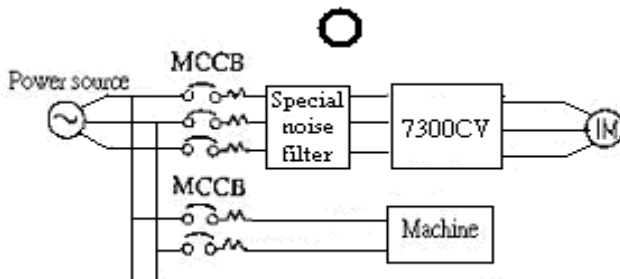 MCCB
Power source
Special
noise
filter
7300CV
IM
MCCB
Machine